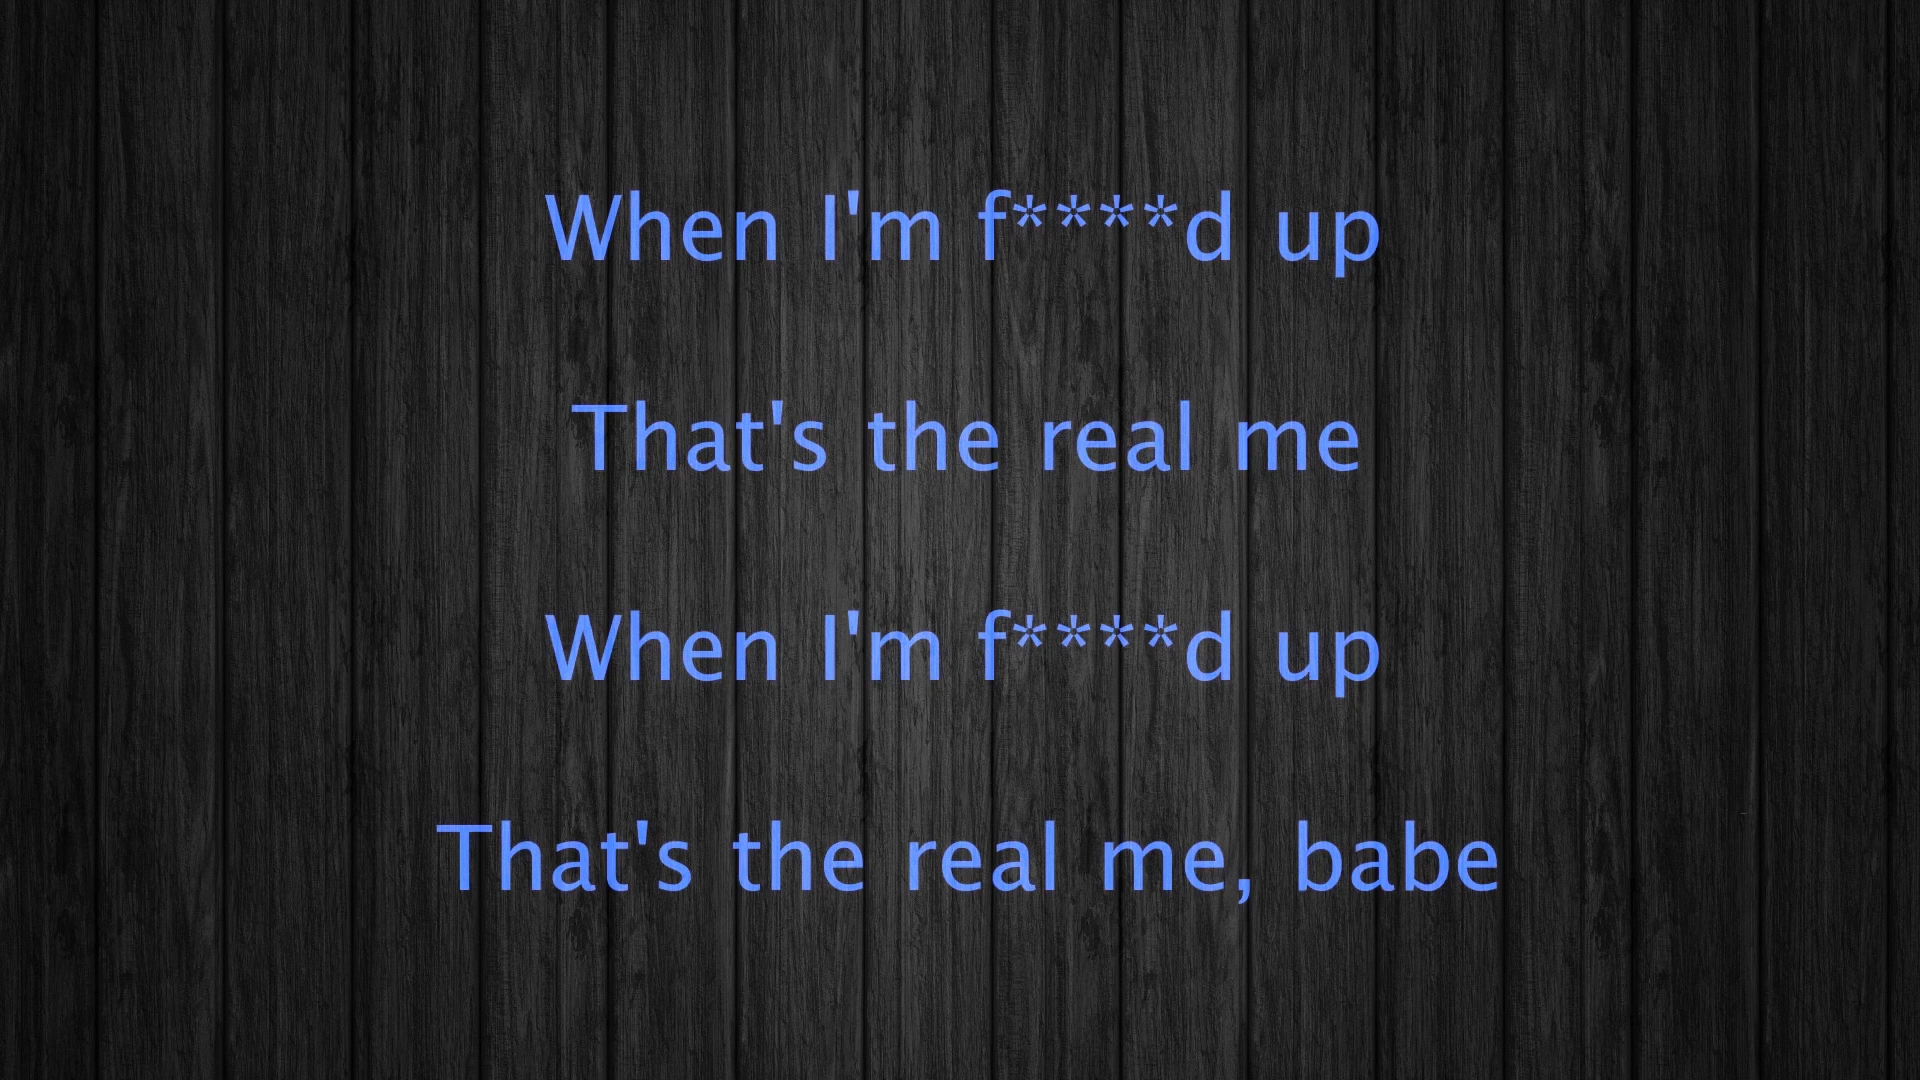 When I'm f****d up
That's the real me
When I'm f****d up
That's the real me, babe